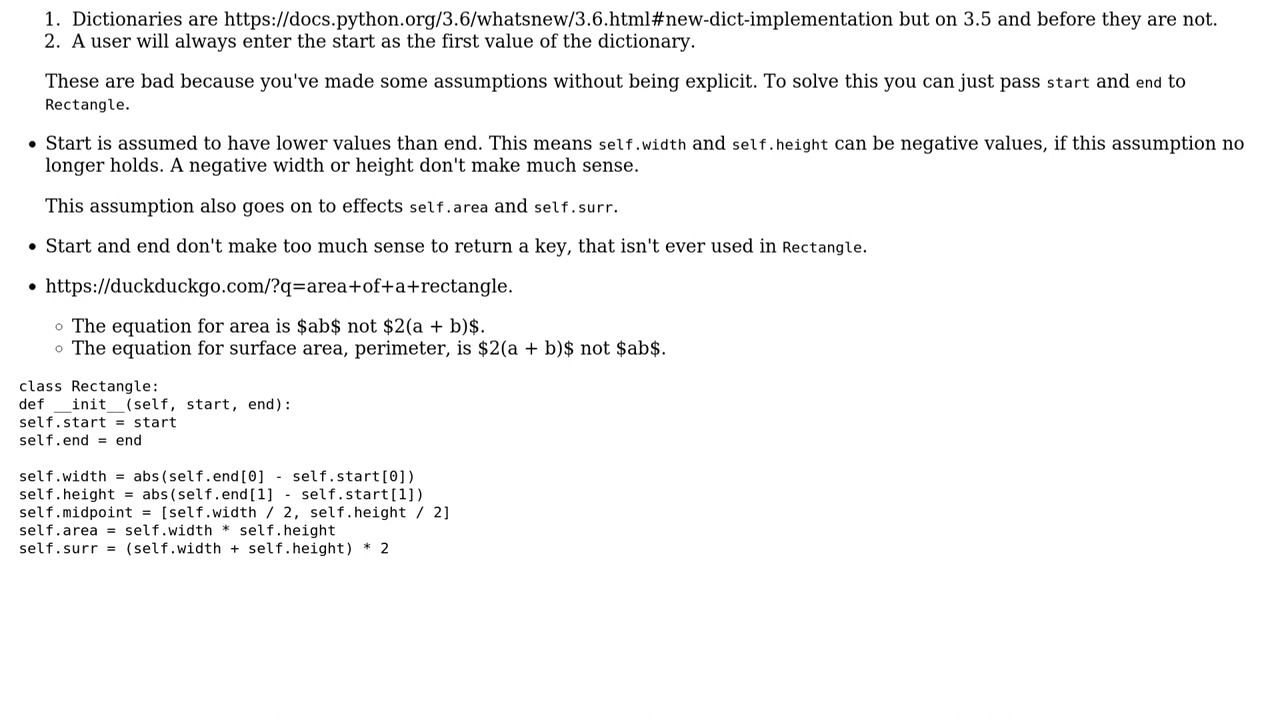 1. Dictionaries are https://docs.python.org/3.6/whatsnew/3.6.html#new-dict-implementation but on 3.5 and before they are not.
2. A user will always enter the start as the first value of the dictionary.
These are bad because you've made some assumptions without being explicit. To solve this you can just pass start and end to
Rectangle.
• Start is assumed to have lower values than end. This means self.width and self.height can be negative values, if this assumption no
longer holds. A negative width or height don't make much sense.
This assumption also goes on to effects self.area and self.surr.
• Start and end don't make too much sense to return a key, that isn't ever used in Rectangle.
• https://duckduckgo.com/?q=area+of+a+rectangle.
◦ The equation for area is $ab$ not $2(a + b)$.
◦ The equation for surface area, perimeter, is $2(a + b)$ not $ab$.
class Rectangle:
def __init__(self, start, end):
self.start = start
self.end = end
self.width = abs(self.end[0] - self.start[0])
self.height = abs(self.end[1] - self.start[1])
self.midpoint = [self.width / 2, self.height / 2]
self.area = self.width * self.height
self.surr = (self.width + self.height) * 2